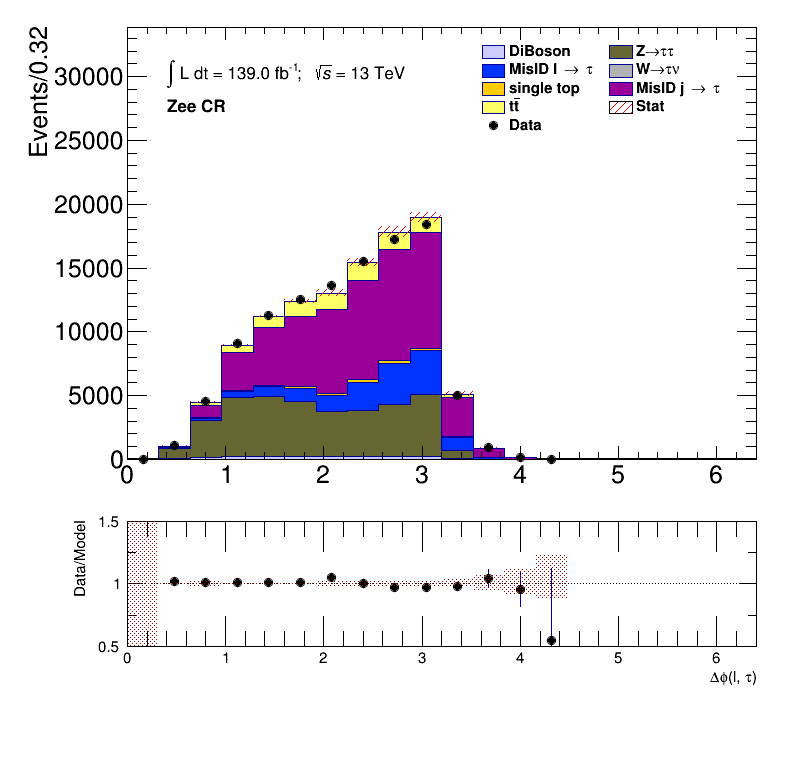 Events/0.32
∫ L dt = 139.0 fb⁻¹; √s = 13 TeV
Zee CR
DiBoson
MisID l → τ
single top
tt̄
Data
Z→ττ
W→τν
MisID j → τ
Stat
30000
25000
20000
15000
10000
5000
0
0 1 2 3 4 5 6
Data/Model
1.5
1
0.5
0 1 2 3 4 5 6
Δϕ(l, τ)